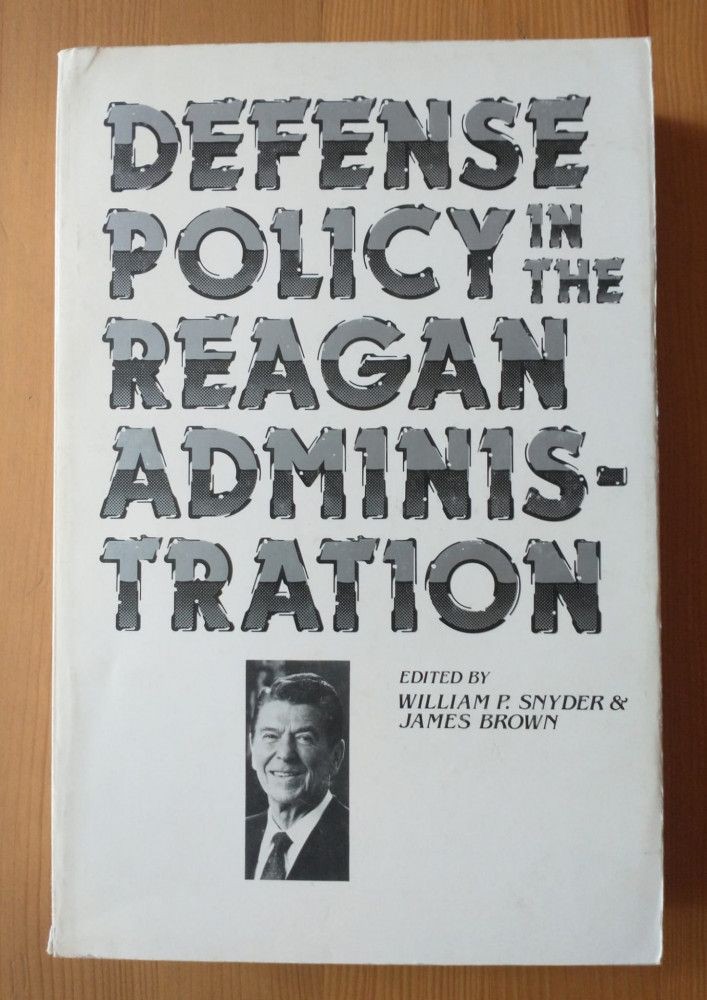 DEFENSE
POLICY IN THE
REAGAN
ADMINIS-
TRATION
EDITED BY
WILLIAM P. SNYDER &
JAMES BROWN